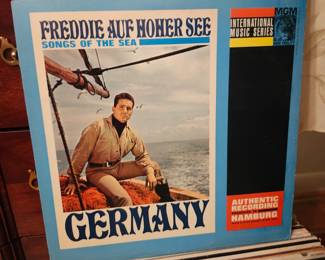 FREDDIE AUF HOHER SEE
SONGS OF THE SEA
GERMANY
INTERNATIONAL
MUSIC SERIES
MGM
AUTHENTIC
RECORDING
HAMBURG